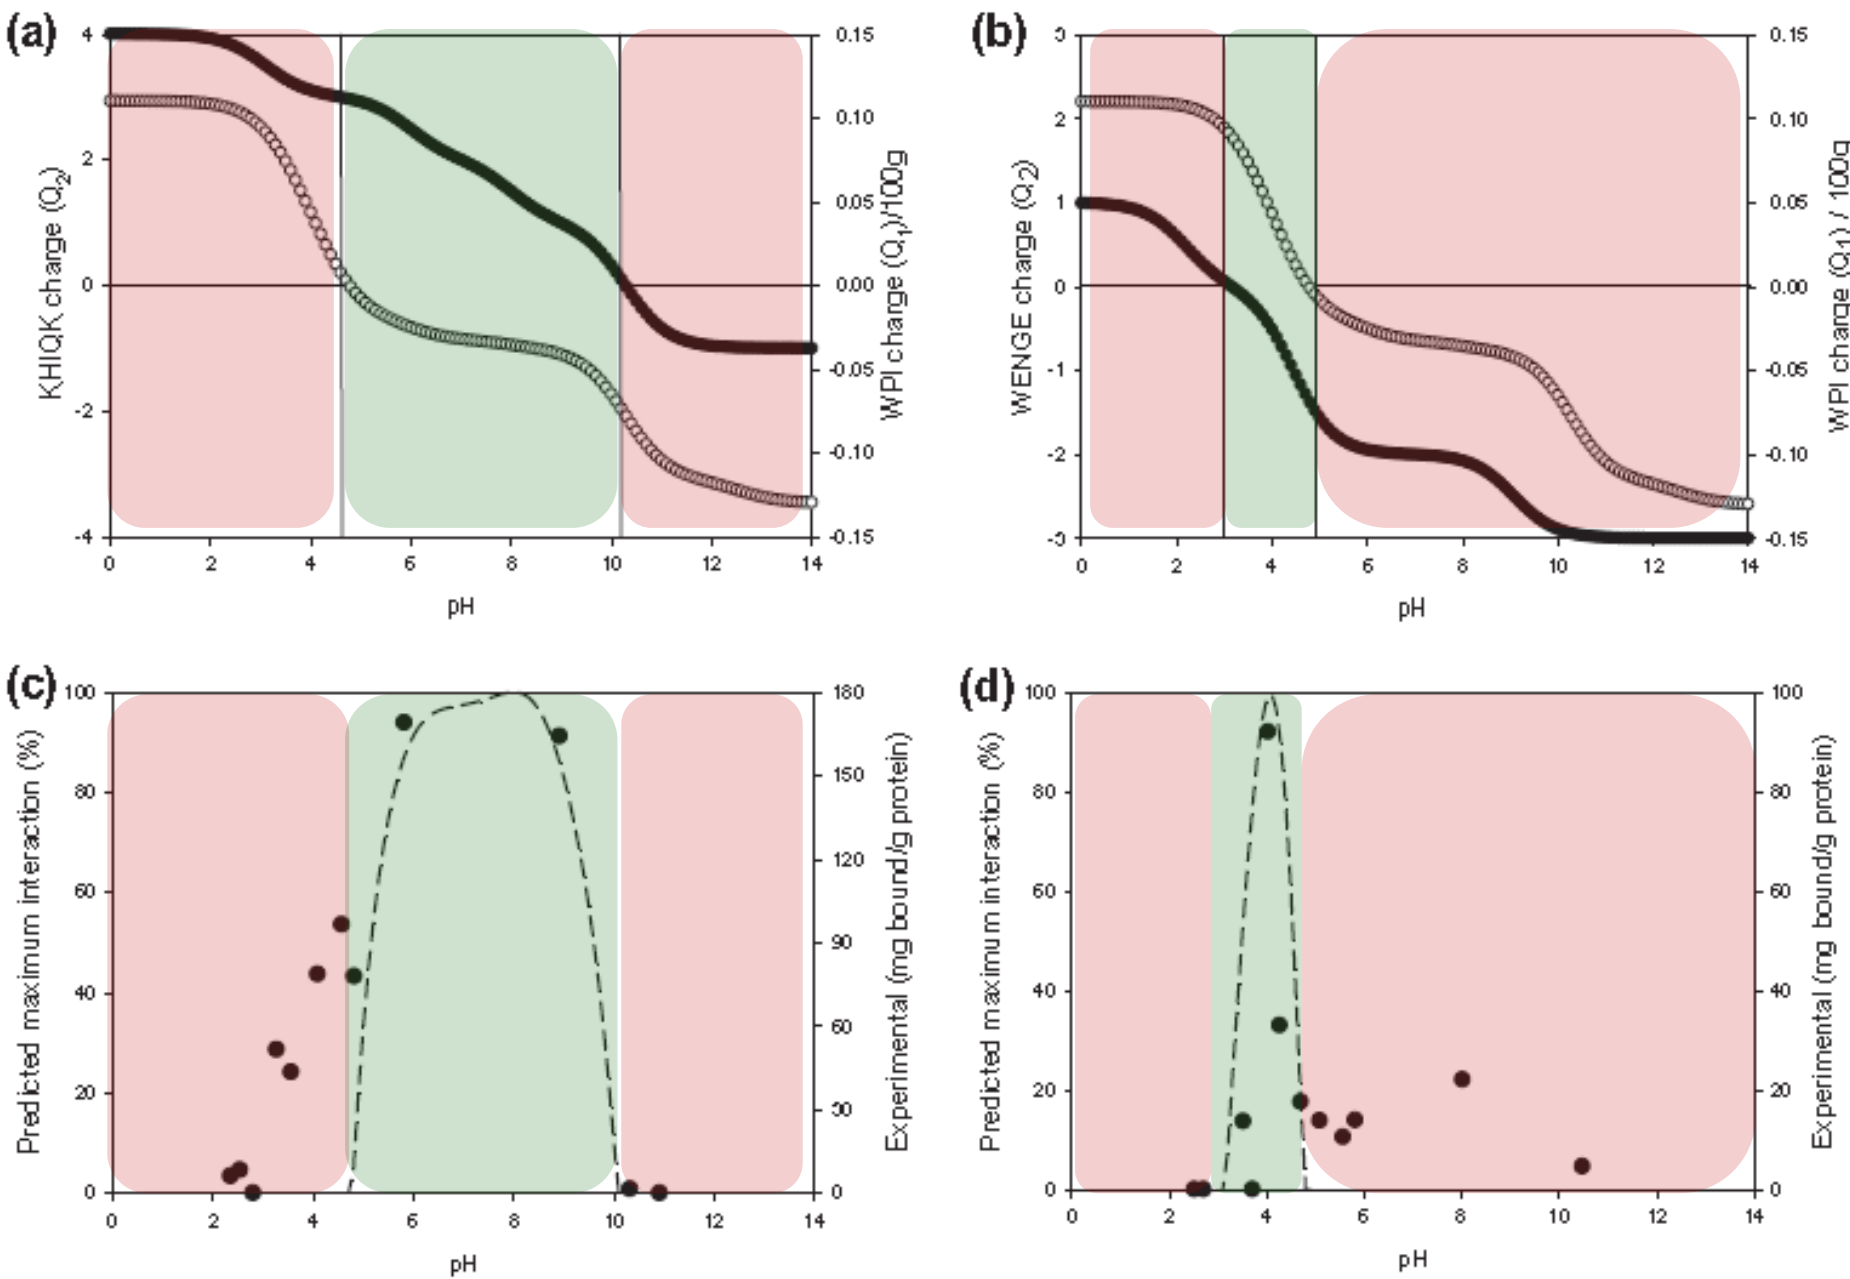 (a)
4
2
0
-2
-4
KHIQK charge (Q2)
0.15
0.10
0.05
0.00
-0.05
-0.10
-0.15
WPI charge (Q1)/100g
0 2 4 6 8 10 12 14
pH
(b)
3
2
1
0
-1
-2
-3
WENGE charge (Q2)
0.15
0.10
0.05
0.00
-0.05
-0.10
-0.15
WPI charge (Q1) / 100g
0 2 4 6 8 10 12 14
pH
(c)
100
80
60
40
20
0
Predicted maximum interaction (%)
180
150
120
90
60
30
0
Experimental (mg bound/g protein)
0 2 4 6 8 10 12 14
pH
(d)
100
80
60
40
20
0
Predicted maximum interaction (%)
100
80
60
40
20
0
Experimental (mg bound/g protein)
0 2 4 6 8 10 12 14
pH